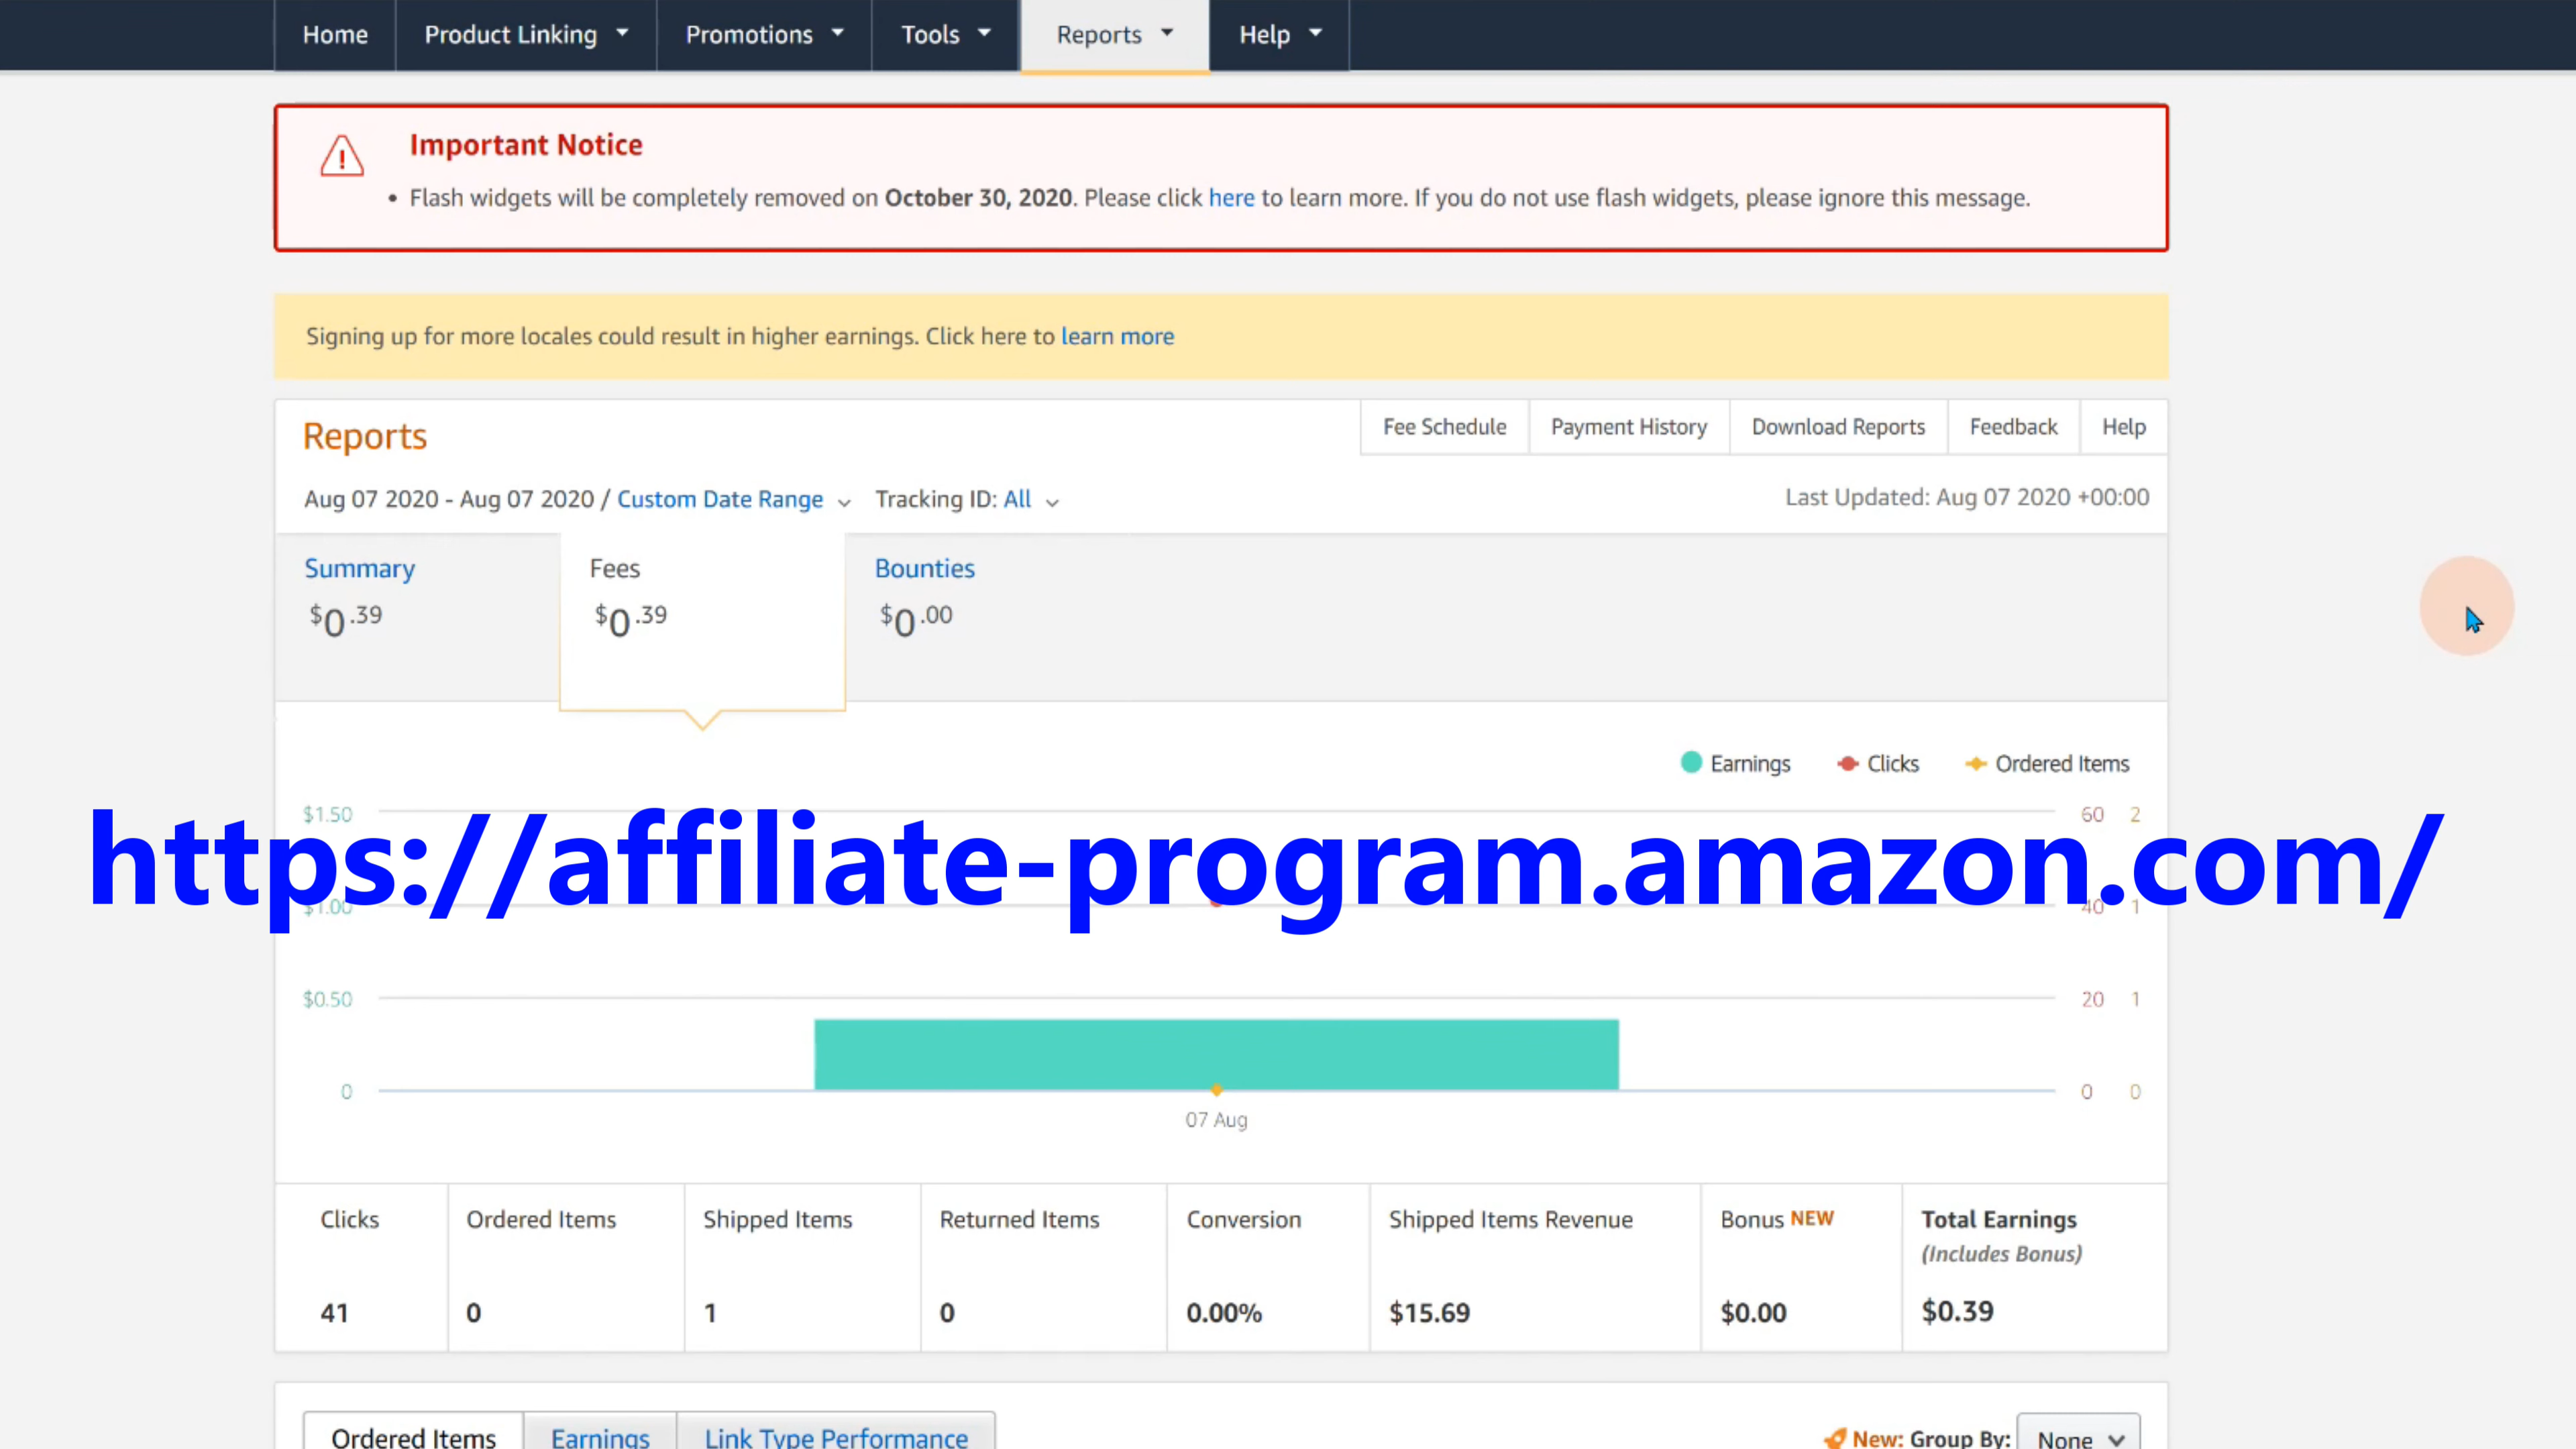 Home Product Linking Promotions Tools Reports Help
Important Notice
• Flash widgets will be completely removed on October 30, 2020. Please click here to learn more. If you do not use flash widgets, please ignore this message.
Signing up for more locales could result in higher earnings. Click here to learn more
Reports
Fee Schedule Payment History Download Reports Feedback Help
Aug 07 2020 - Aug 07 2020 / Custom Date Range Tracking ID: All
Last Updated: Aug 07 2020 +00:00
Summary Fees Bounties
$0.39 $0.39 $0.00
Earnings Clicks Ordered Items
$1.50 60 2
https://affiliate-program.amazon.com/
$1.00 40 1
$0.50 20 1
0 0 0
07 Aug
Clicks Ordered Items Shipped Items Returned Items Conversion Shipped Items Revenue Bonus NEW Total Earnings
(Includes Bonus)
41 0 1 0 0.00% $15.69 $0.00 $0.39
Ordered Items Earnings Link Type Performance New: Group By: None